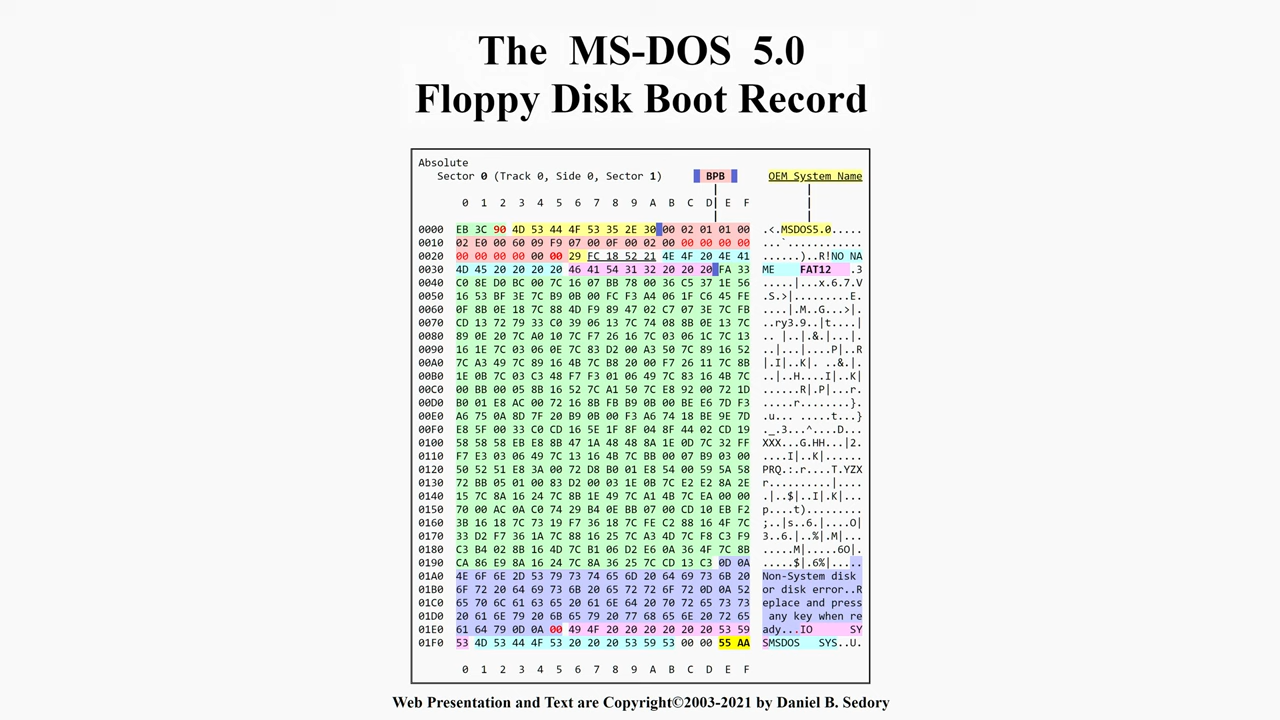 The MS-DOS 5.0
Floppy Disk Boot Record
Absolute
Sector 0 (Track 0, Side 0, Sector 1) BPB OEM System Name
0 1 2 3 4 5 6 7 8 9 A B C D E F
0000 EB 3C 90 4D 53 44 4F 53 35 2E 30 00 02 01 01 00 .<.MSDOS5.0.....
0010 02 E0 00 60 09 F9 07 00 0F 00 02 00 00 00 00 00 ...`............
0020 00 00 00 00 00 00 29 FC 18 52 21 4E 4F 20 4E 41 ......)..R!NO NA
0030 4D 45 20 20 20 20 46 41 54 31 32 20 20 20 FA 33 ME    FAT12   .3
0040 C0 8E D0 BC 00 7C 16 07 BB 78 00 36 C5 37 1E 56 .....|...x.6.7.V
0050 16 53 BF 3E 7C B9 0B 00 FC F3 A4 06 1F C6 45 FE .S.>|.........E.
0060 0F 8B 0E 18 7C 88 4D F9 89 47 02 C7 07 3E 7C FB ....|.M..G...>|.
0070 CD 13 72 79 33 C0 39 06 13 7C 74 08 8B 0E 13 7C ..ry3.9..|t....|
0080 89 0E 20 7C A0 10 7C F7 26 16 7C 03 06 1C 7C 13 .. |..|.&.|...|.
0090 16 1E 7C 03 06 0E 7C 83 D2 00 A3 50 7C 89 16 52 ..|...|....P|..R
00A0 7C A3 49 7C 89 16 4B 7C B8 20 00 F7 26 11 7C 8B |.I|..K|. ..&.|.
00B0 1E 0B 7C 03 C3 48 F7 F3 01 06 49 7C 83 16 4B 7C ..|..H....I|..K|
00C0 00 BB 00 05 8B 16 52 7C A1 50 7C E8 92 00 72 1D ......R|.P|...r.
00D0 B0 01 E8 AC 00 72 16 8B FB B9 0B 00 BE E6 7D F3 .....r........}.
00E0 A6 75 0A 8D 7F 20 B9 0B 00 F3 A6 74 18 BE 9E 7D .u... .....t...}
00F0 E8 5F 00 33 C0 CD 16 5E 1F 8F 04 8F 44 02 CD 19 ._.3...^....D...
0100 58 58 58 EB E8 8B 47 1A 48 48 8A 1E 0D 7C 32 FF XXX...G.HH...|2.
0110 F7 E3 03 06 49 7C 13 16 4B 7C BB 00 07 B9 03 00 ....I|..K|......
0120 50 52 51 E8 3A 00 72 D8 B0 01 E8 54 00 59 5A 58 PRQ.:.r....T.YZX
0130 72 BB 05 01 00 83 D2 00 03 1E 0B 7C E2 E2 8A 2E r..........|....
0140 15 7C 8A 16 24 7C 8B 1E 49 7C A1 4B 7C EA 00 00 .|..$|..I|.K|...
0150 70 00 AC 0A C0 74 29 B4 0E BB 07 00 CD 10 EB F2 p....t).........
0160 3B 16 18 7C 73 19 F7 36 18 7C FE C2 88 16 4F 7C ;..|s..6.|....O|
0170 33 D2 F7 36 1A 7C 88 16 25 7C A3 4D 7C F8 C3 F9 3..6.|..%|.M|...
0180 C3 B4 02 8B 16 4D 7C B1 06 D2 E6 0A 36 4F 7C 8B .....M|.....6O|.
0190 CA 86 E9 8A 16 24 7C 8A 36 25 7C CD 13 C3 0D 0A .....$|.6%|.....
01A0 4E 6F 6E 2D 53 79 73 74 65 6D 20 64 69 73 6B 20 Non-System disk
01B0 6F 72 20 64 69 73 6B 20 65 72 72 6F 72 0D 0A 52 or disk error..R
01C0 65 70 6C 61 63 65 20 61 6E 64 20 70 72 65 73 73 eplace and press
01D0 20 61 6E 79 20 6B 65 79 20 77 68 65 6E 20 72 65 any key when re
01E0 61 64 79 0D 0A 00 49 4F 20 20 20 20 20 20 53 59 ady...IO      SY
01F0 53 4D 53 44 4F 53 20 20 20 53 59 53 00 00 55 AA SMSDOS   SYS..U.
0 1 2 3 4 5 6 7 8 9 A B C D E F
Web Presentation and Text are Copyright©2003-2021 by Daniel B. Sedory